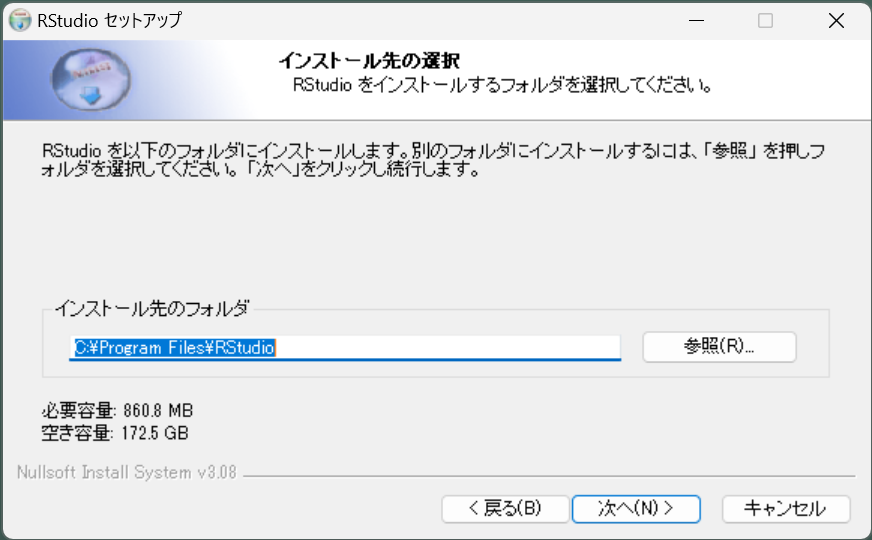 RStudio セットアップ
インストール先の選択
RStudio をインストールするフォルダを選択してください。
RStudio を以下のフォルダにインストールします。別のフォルダにインストールするには、「参照」 を押しフ
ォルダを選択してください。 「次へ」をクリックし続行します。
インストール先のフォルダ
C:¥Program Files¥RStudio
参照(R)...
必要容量: 860.8 MB
空き容量: 172.5 GB
Nullsoft Install System v3.08
< 戻る(B)
次へ(N) >
キャンセル